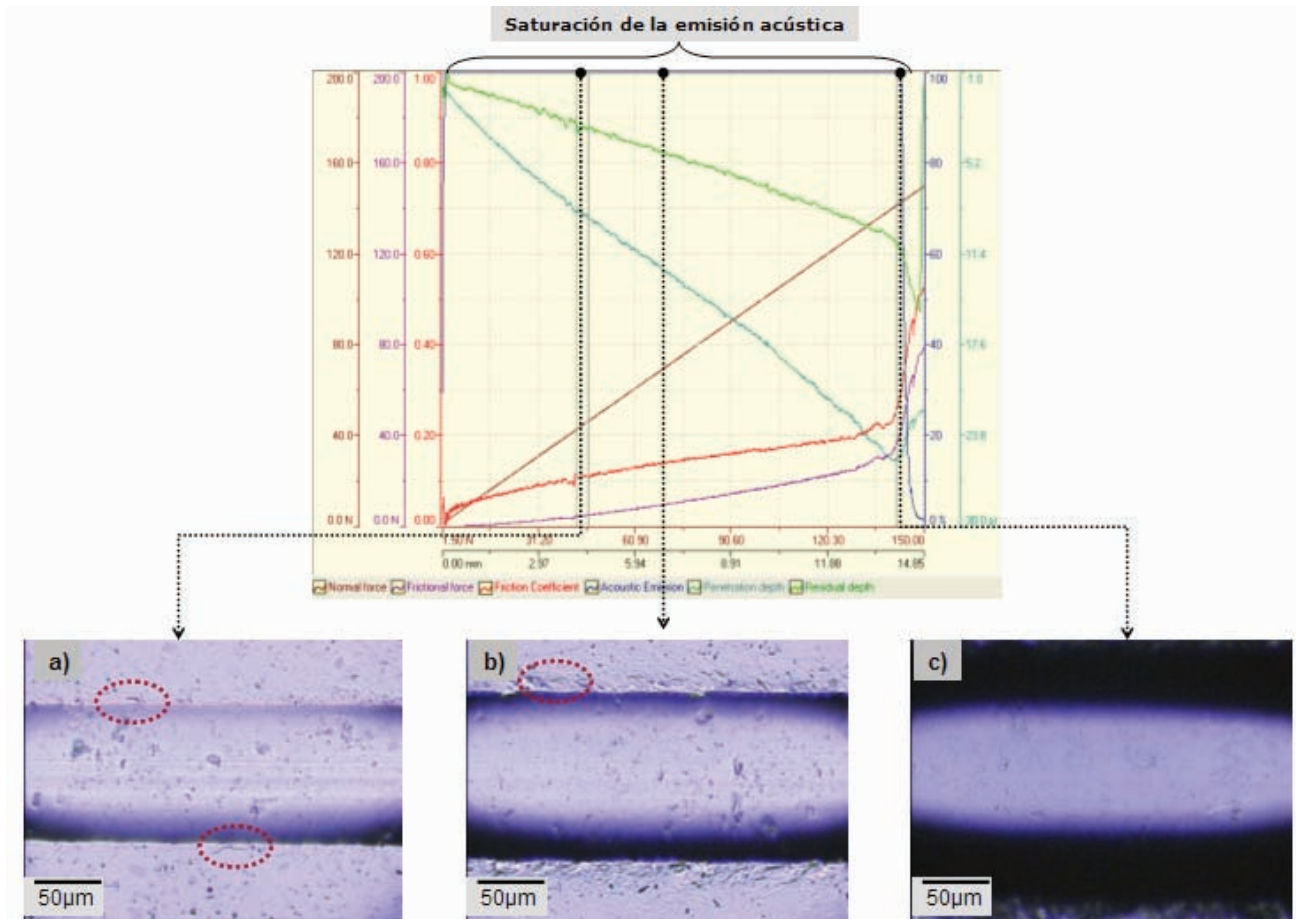 Saturación de la emisión acústica
200.0 200.0 1.00 100
160.0 160.0 0.80 80 5.2
120.0 120.0 0.60 60 11.4
80.0 80.0 0.40 40 17.6
40.0 40.0 0.20 20 23.8
0.0 N 0.0 N 0.00 0 %
31.20 60.90 90.60 120.30 150.00
0.00 mm 2.97 5.94 8.91 11.88 14.85
Normal force Frictional force Friction Coefficient Acoustic Emission Penetration depth Residual depth
a) b) c)
50µm 50µm 50µm